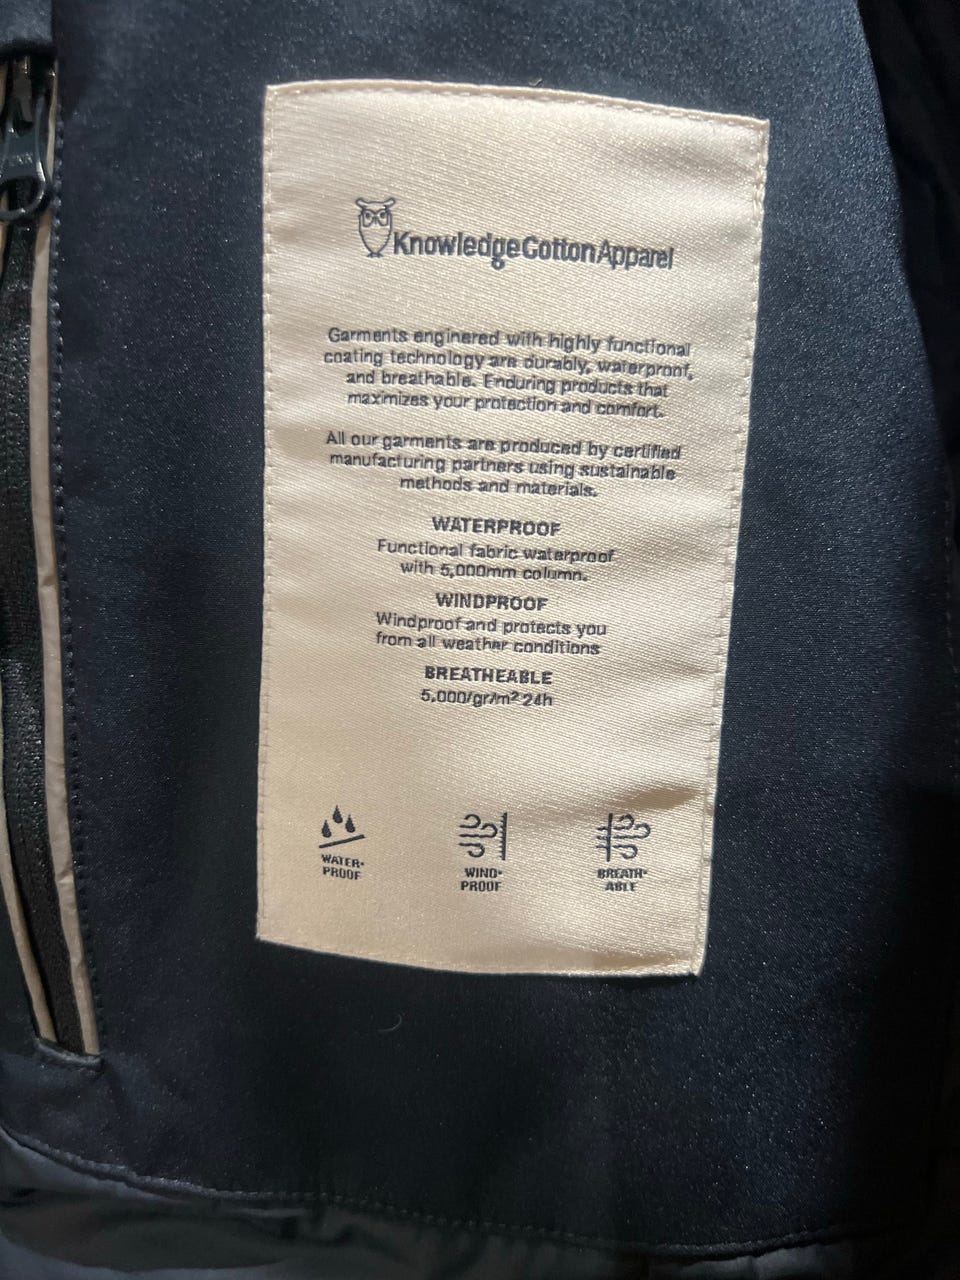 KnowledgeCotton Apparel
Garments enginered with highly functional
coating technology are durably, waterproof,
and breathable. Enduring products that
maximizes your protection and comfort.
All our garments are produced by certified
manufacturing partners using sustainable
methods and materials.
WATERPROOF
Functional fabric waterproof
with 5,000mm column.
WINDPROOF
Windproof and protects you
from all weather conditions
BREATHEABLE
5.000/gr/m² 24h
WATER-
PROOF
WIND-
PROOF
BREATH-
ABLE